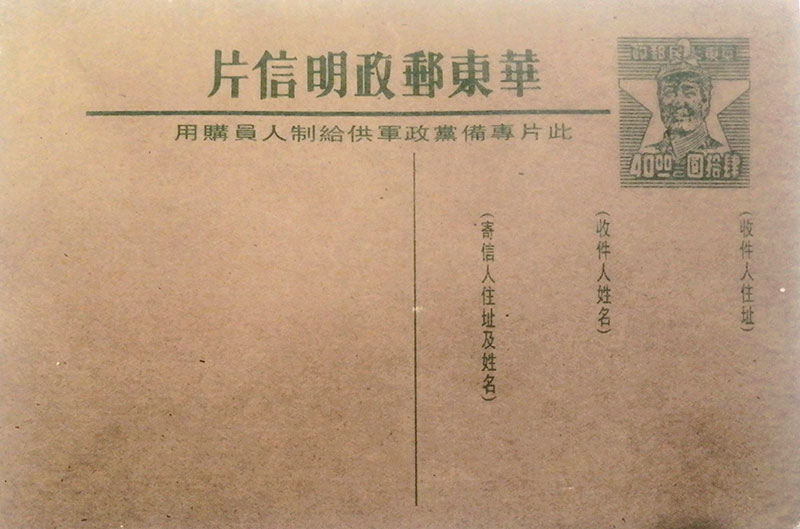 華東郵政明信片
此片專備黨政軍供給制人員購用
肆拾圓 40⁰⁰
(收件人住址)
(收件人姓名)
(寄信人住址及姓名)